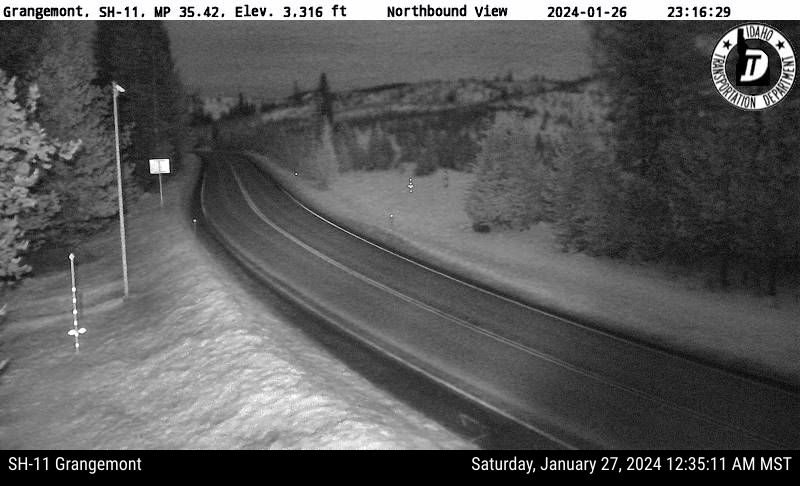 Grangemont, SH-11, MP 35.42, Elev. 3,316 ft Northbound View 2024-01-26 23:16:29
IDAHO
TRANSPORTATION DEPARTMENT
SH-11 Grangemont
Saturday, January 27, 2024 12:35:11 AM MST